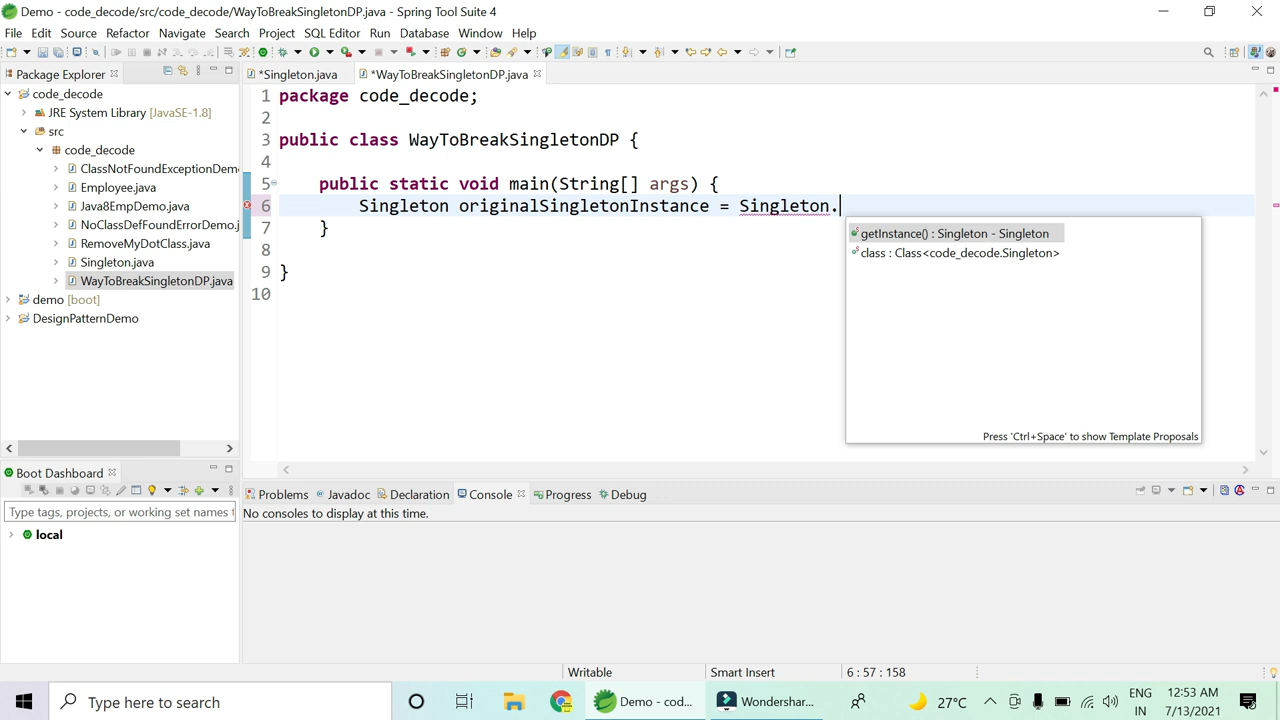 Demo - code_decode/src/code_decode/WayToBreakSingletonDP.java - Spring Tool Suite 4
File Edit Source Refactor Navigate Search Project SQL Editor Run Database Window Help
Package Explorer
code_decode
JRE System Library [JavaSE-1.8]
src
code_decode
ClassNotFoundExceptionDemo
Employee.java
Java8EmpDemo.java
NoClassDefFoundErrorDemo.j
RemoveMyDotClass.java
Singleton.java
WayToBreakSingletonDP.java
demo [boot]
DesignPatternDemo
*Singleton.java *WayToBreakSingletonDP.java
1 package code_decode;
2
3 public class WayToBreakSingletonDP {
4
5 public static void main(String[] args) {
6 Singleton originalSingletonInstance = Singleton.
7 }
8
9 }
10
getInstance() : Singleton - Singleton
class : Class<code_decode.Singleton>
Press 'Ctrl+Space' to show Template Proposals
Boot Dashboard
Type tags, projects, or working set names t
local
Problems Javadoc Declaration Console Progress Debug
No consoles to display at this time.
Writable Smart Insert 6 : 57 : 158
Type here to search
Demo - cod...
Wondershar...
27°C
ENG
IN
12:53 AM
7/13/2021